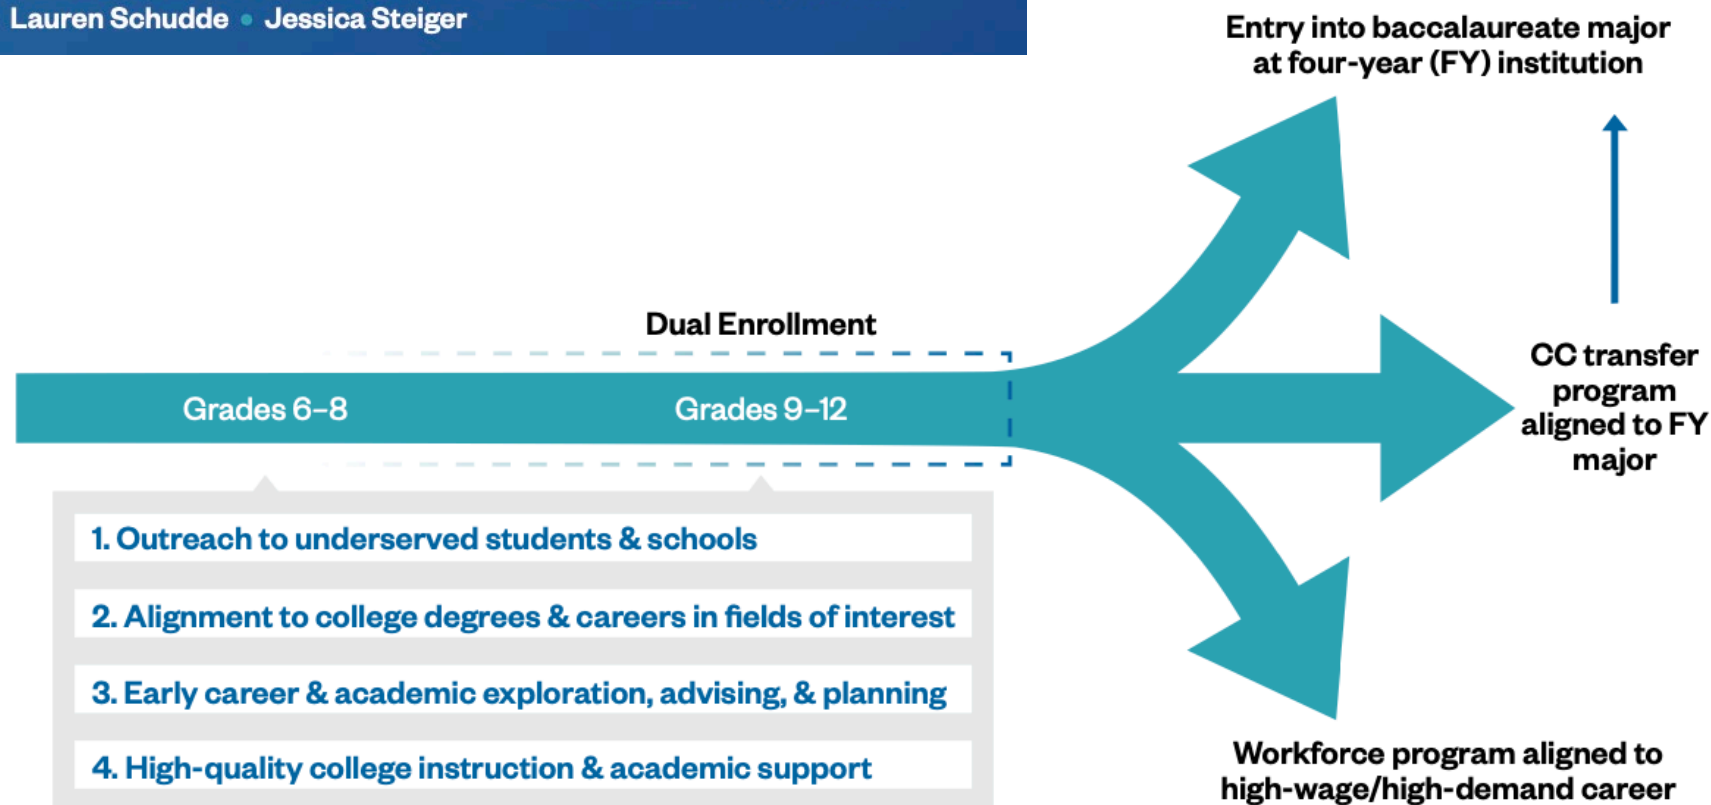 Lauren Schudde • Jessica Steiger
Entry into baccalaureate major
at four-year (FY) institution
Dual Enrollment
Grades 6–8
Grades 9–12
CC transfer
program
aligned to FY
major
1. Outreach to underserved students & schools
2. Alignment to college degrees & careers in fields of interest
3. Early career & academic exploration, advising, & planning
4. High-quality college instruction & academic support
Workforce program aligned to
high-wage/high-demand career